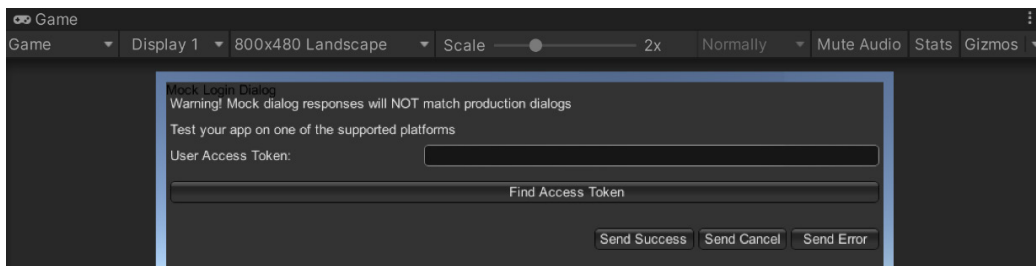 Game
Game Display 1 800x480 Landscape Scale 2x Normally Mute Audio Stats Gizmos
Mock Login Dialog
Warning! Mock dialog responses will NOT match production dialogs
Test your app on one of the supported platforms
User Access Token:
Find Access Token
Send Success Send Cancel Send Error